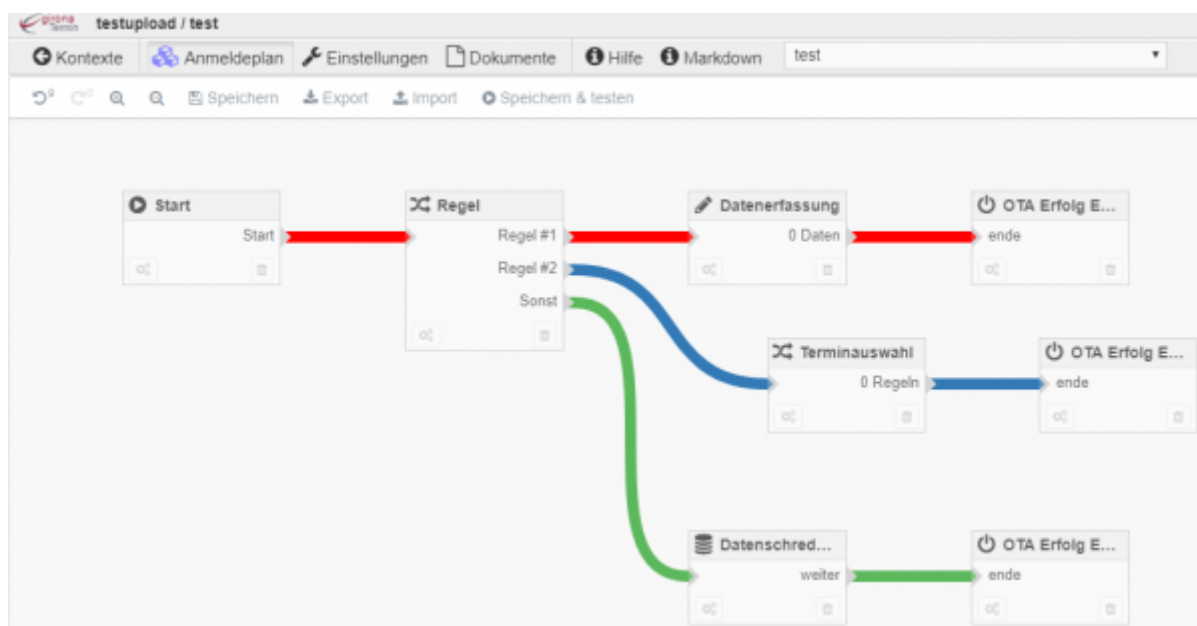 girona
Termin
testupload / test
Kontexte Anmeldeplan Einstellungen Dokumente Hilfe Markdown test
Speichern Export Import Speichern & testen
Start
Start
Regel
Regel #1
Regel #2
Sonst
Datenerfassung
0 Daten
OTA Erfolg E...
ende
Terminauswahl
0 Regeln
OTA Erfolg E...
ende
Datenschred...
weiter
OTA Erfolg E...
ende